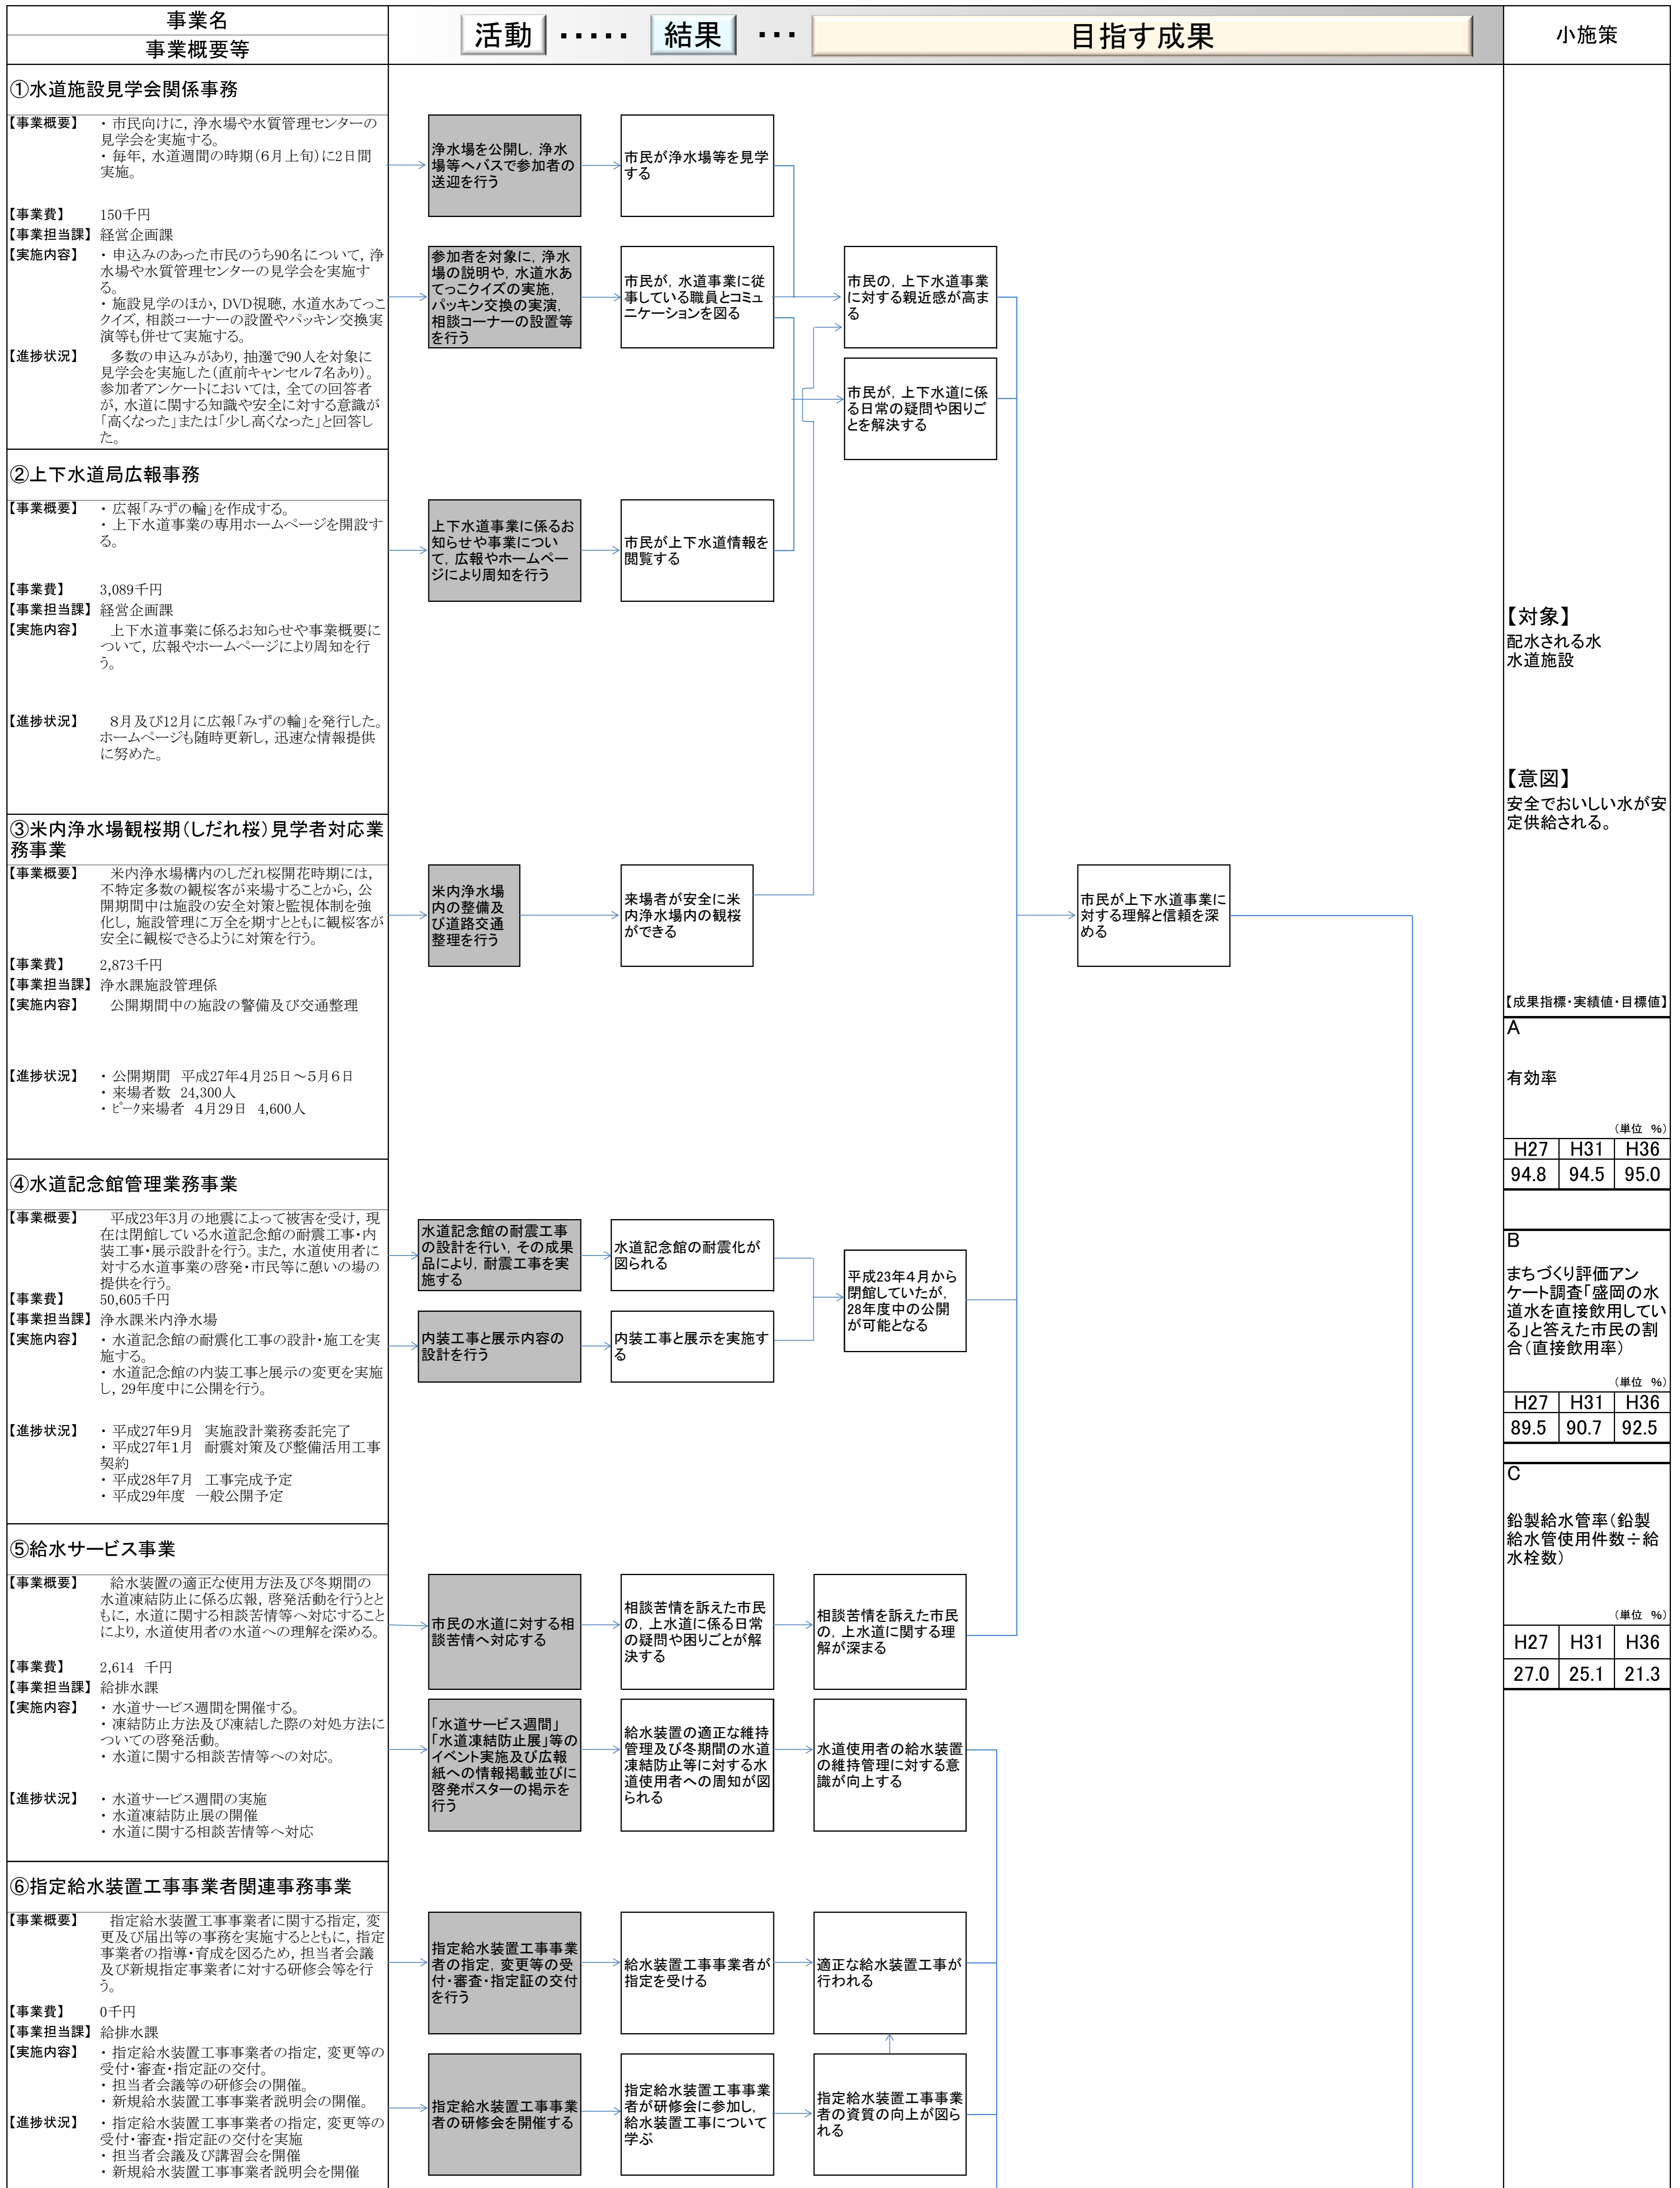 事業名
事業概要等
活動 ・・・・・ 結果 ・・・ 目指す成果
小施策
①水道施設見学会関係事務
【事業概要】 ・市民向けに，浄水場や水質管理センターの
見学会を実施する。
・毎年，水道週間の時期（６月上旬）に2日間
実施。
【事業費】 150千円
【事業担当課】 経営企画課
【実施内容】 ・申込みのあった市民のうち90名について，浄
水場や水質管理センターの見学会を実施す
る。
・施設見学のほか，DVD視聴，水道水あてっこ
クイズ，相談コーナーの設置やパッキン交換実
演等も併せて実施する。
【進捗状況】 多数の申込みがあり，抽選で90人を対象に
見学会を実施した（直前キャンセル７名あり）。
参加者アンケートにおいては，全ての回答者
が，水道に関する知識や安全に対する意識が
「高くなった」または「少し高くなった」と回答し
た。
浄水場を公開し，浄水
場等へバスで参加者の
送迎を行う
市民が浄水場等を見学
する
参加者を対象に，浄水
場の説明や，水道水あ
てっこクイズの実施，
パッキン交換の実演，
相談コーナーの設置等
を行う
市民が，水道事業に従
事している職員とコミュ
ニケーションを図る
市民の，上下水道事業
に対する親近感が高ま
る
市民が，上下水道に係
る日常の疑問や困りご
とを解決する
②上下水道局広報事務
【事業概要】 ・広報「みずの輪」を作成する。
・上下水道事業の専用ホームページを開設す
る。
【事業費】 3,089千円
【事業担当課】 経営企画課
【実施内容】 上下水道事業に係るお知らせや事業概要に
ついて，広報やホームページにより周知を行
う。
【進捗状況】 ８月及び12月に広報「みずの輪」を発行した。
ホームページも随時更新し，迅速な情報提供
に努めた。
上下水道事業に係るお
知らせや事業につい
て，広報やホームペー
ジにより周知を行う
市民が上下水道情報を
閲覧する
③米内浄水場観桜期（しだれ桜）見学者対応業
務事業
【事業概要】 米内浄水場構内のしだれ桜開花時期には，
不特定多数の観桜客が来場することから，公
開期間中は施設の安全対策と監視体制を強
化し，施設管理に万全を期すとともに観桜客が
安全に観桜できるように対策を行う。
【事業費】 2,873千円
【事業担当課】 浄水課施設管理係
【実施内容】 公開期間中の施設の警備及び交通整理
【進捗状況】 ・公開期間 平成27年４月25日～５月６日
・来場者数 24,300人
・ﾋﾟｰｸ来場者 ４月29日 4,600人
米内浄水場
内の整備及
び道路交通
整理を行う
来場者が安全に米
内浄水場内の観桜
ができる
市民が上下水道事業に
対する理解と信頼を深
める
④水道記念館管理業務事業
【事業概要】 平成23年3月の地震によって被害を受け，現
在は閉館している水道記念館の耐震工事・内
装工事・展示設計を行う。また，水道使用者に
対する水道事業の啓発・市民等に憩いの場の
提供を行う。
【事業費】 50,605千円
【事業担当課】 浄水課米内浄水場
【実施内容】 ・水道記念館の耐震化工事の設計・施工を実
施する。
・水道記念館の内装工事と展示の変更を実施
し，29年度中に公開を行う。
【進捗状況】 ・平成27年９月 実施設計業務委託完了
・平成27年１月 耐震対策及び整備活用工事
契約
・平成28年７月 工事完成予定
・平成29年度 一般公開予定
水道記念館の耐震工事
の設計を行い，その成果
品により，耐震工事を実
施する
水道記念館の耐震化が
図られる
内装工事と展示内容の
設計を行う
内装工事と展示を実施す
る
平成23年４月から
閉館していたが，
28年度中の公開
が可能となる
⑤給水サービス事業
【事業概要】 給水装置の適正な使用方法及び冬期間の
水道凍結防止に係る広報，啓発活動を行うとと
もに，水道に関する相談苦情等へ対応すること
により，水道使用者の水道への理解を深める。
【事業費】 2,614 千円
【事業担当課】 給排水課
【実施内容】 ・水道サービス週間を開催する。
・凍結防止方法及び凍結した際の対処方法に
ついての啓発活動。
・水道に関する相談苦情等への対応。
【進捗状況】 ・水道サービス週間の実施
・水道凍結防止展の開催
・水道に関する相談苦情等へ対応
市民の水道に対する相
談苦情へ対応する
相談苦情を訴えた市民
の，上水道に係る日常
の疑問や困りごとが解
決する
相談苦情を訴えた市民
の，上水道に関する理
解が深まる
「水道サービス週間」
「水道凍結防止展」等の
イベント実施及び広報
紙への情報掲載並びに
啓発ポスターの掲示を
行う
給水装置の適正な維持
管理及び冬期間の水道
凍結防止等に対する水
道使用者への周知が図
られる
水道使用者の給水装置
の維持管理に対する意
識が向上する
⑥指定給水装置工事事業者関連事務事業
【事業概要】 指定給水装置工事事業者に関する指定，変
更及び届出等の事務を実施するとともに，指定
事業者の指導・育成を図るため，担当者会議
及び新規指定事業者に対する研修会等を行
う。
【事業費】 0千円
【事業担当課】 給排水課
【実施内容】 ・指定給水装置工事事業者の指定，変更等の
受付・審査・指定証の交付。
・担当者会議等の研修会の開催。
・新規給水装置工事事業者説明会の開催。
【進捗状況】 ・指定給水装置工事事業者の指定，変更等の
受付・審査・指定証の交付を実施
・担当者会議及び講習会を開催
・新規給水装置工事事業者説明会を開催
指定給水装置工事事業
者の指定，変更等の受
付・審査・指定証の交付
を行う
給水装置工事事業者が
指定を受ける
適正な給水装置工事が
行われる
指定給水装置工事事業
者の研修会を開催する
指定給水装置工事事業
者が研修会に参加し，
給水装置工事について
学ぶ
指定給水装置工事事業
者の資質の向上が図ら
れる
【対象】
配水される水
水道施設
【意図】
安全でおいしい水が安
定供給される。
【成果指標・実績値・目標値】
A
有効率
（単位 %）
H27 H31 H36
94.8 94.5 95.0
B
まちづくり評価アン
ケート調査「盛岡の水
道水を直接飲用してい
る」と答えた市民の割
合（直接飲用率）
（単位 %）
H27 H31 H36
89.5 90.7 92.5
C
鉛製給水管率（鉛製
給水管使用件数÷給
水栓数）
（単位 %）
H27 H31 H36
27.0 25.1 21.3